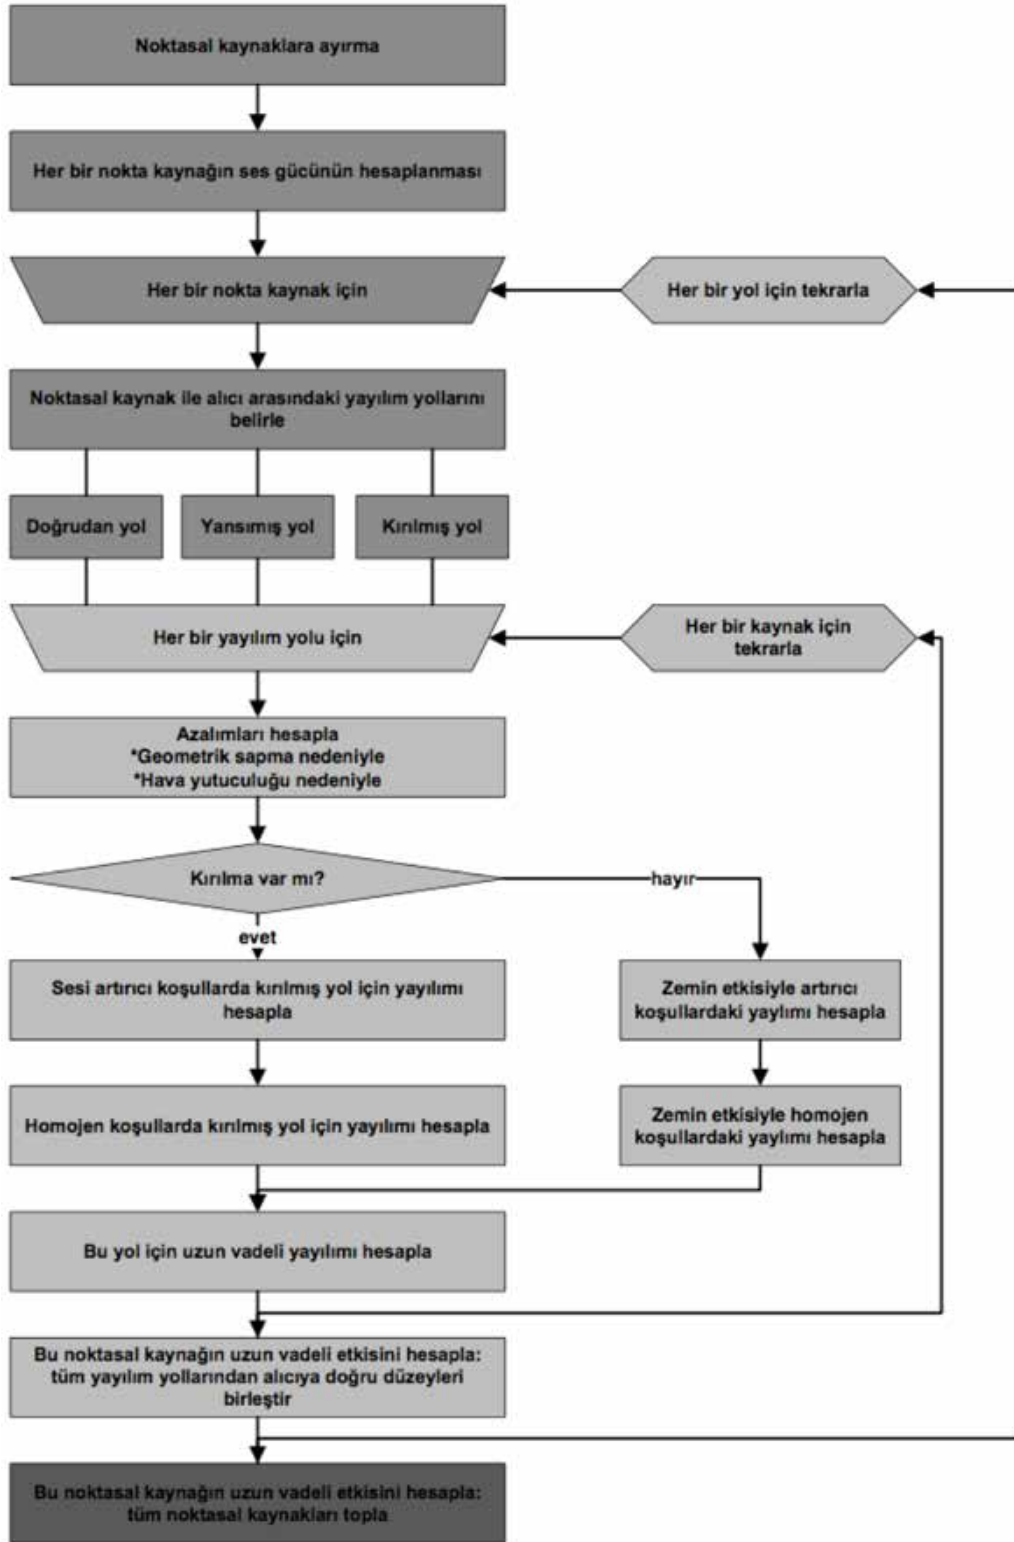 Noktasal kaynaklara ayırma
Her bir nokta kaynağın ses gücünün hesaplanması
Her bir nokta kaynak için
Her bir yol için tekrarla
Noktasal kaynak ile alıcı arasındaki yayılım yollarını
belirle
Doğrudan yol
Yansımış yol
Kırılmış yol
Her bir yayılım yolu için
Her bir kaynak için
tekrarla
Azalımları hesapla
*Geometrik sapma nedeniyle
*Hava yutuculuğu nedeniyle
Kırılma var mı?
hayır
evet
Sesi artırıcı koşullarda kırılmış yol için yayılımı
hesapla
Zemin etkisiyle artırıcı
koşullardaki yaylımı hesapla
Homojen koşullarda kırılmış yol için yayılımı hesapla
Zemin etkisiyle homojen
koşullardaki yaylımı hesapla
Bu yol için uzun vadeli yayılımı hesapla
Bu noktasal kaynağın uzun vadeli etkisini hesapla:
tüm yayılım yollarından alıcıya doğru düzeyleri
birleştir
Bu noktasal kaynağın uzun vadeli etkisini hesapla:
tüm noktasal kaynakları topla